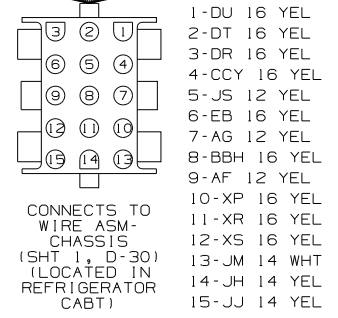 3 2 1
6 5 4
9 8 7
12 11 10
15 14 13
CONNECTS TO
WIRE ASM-
CHASSIS
(SHT 1, D-30)
(LOCATED IN
REFRIGERATOR
CABT)
1-DU 16 YEL
2-DT 16 YEL
3-DR 16 YEL
4-CCY 16 YEL
5-JS 12 YEL
6-EB 16 YEL
7-AG 12 YEL
8-BBH 16 YEL
9-AF 12 YEL
10-XP 16 YEL
11-XR 16 YEL
12-XS 16 YEL
13-JM 14 WHT
14-JH 14 YEL
15-JJ 14 YEL